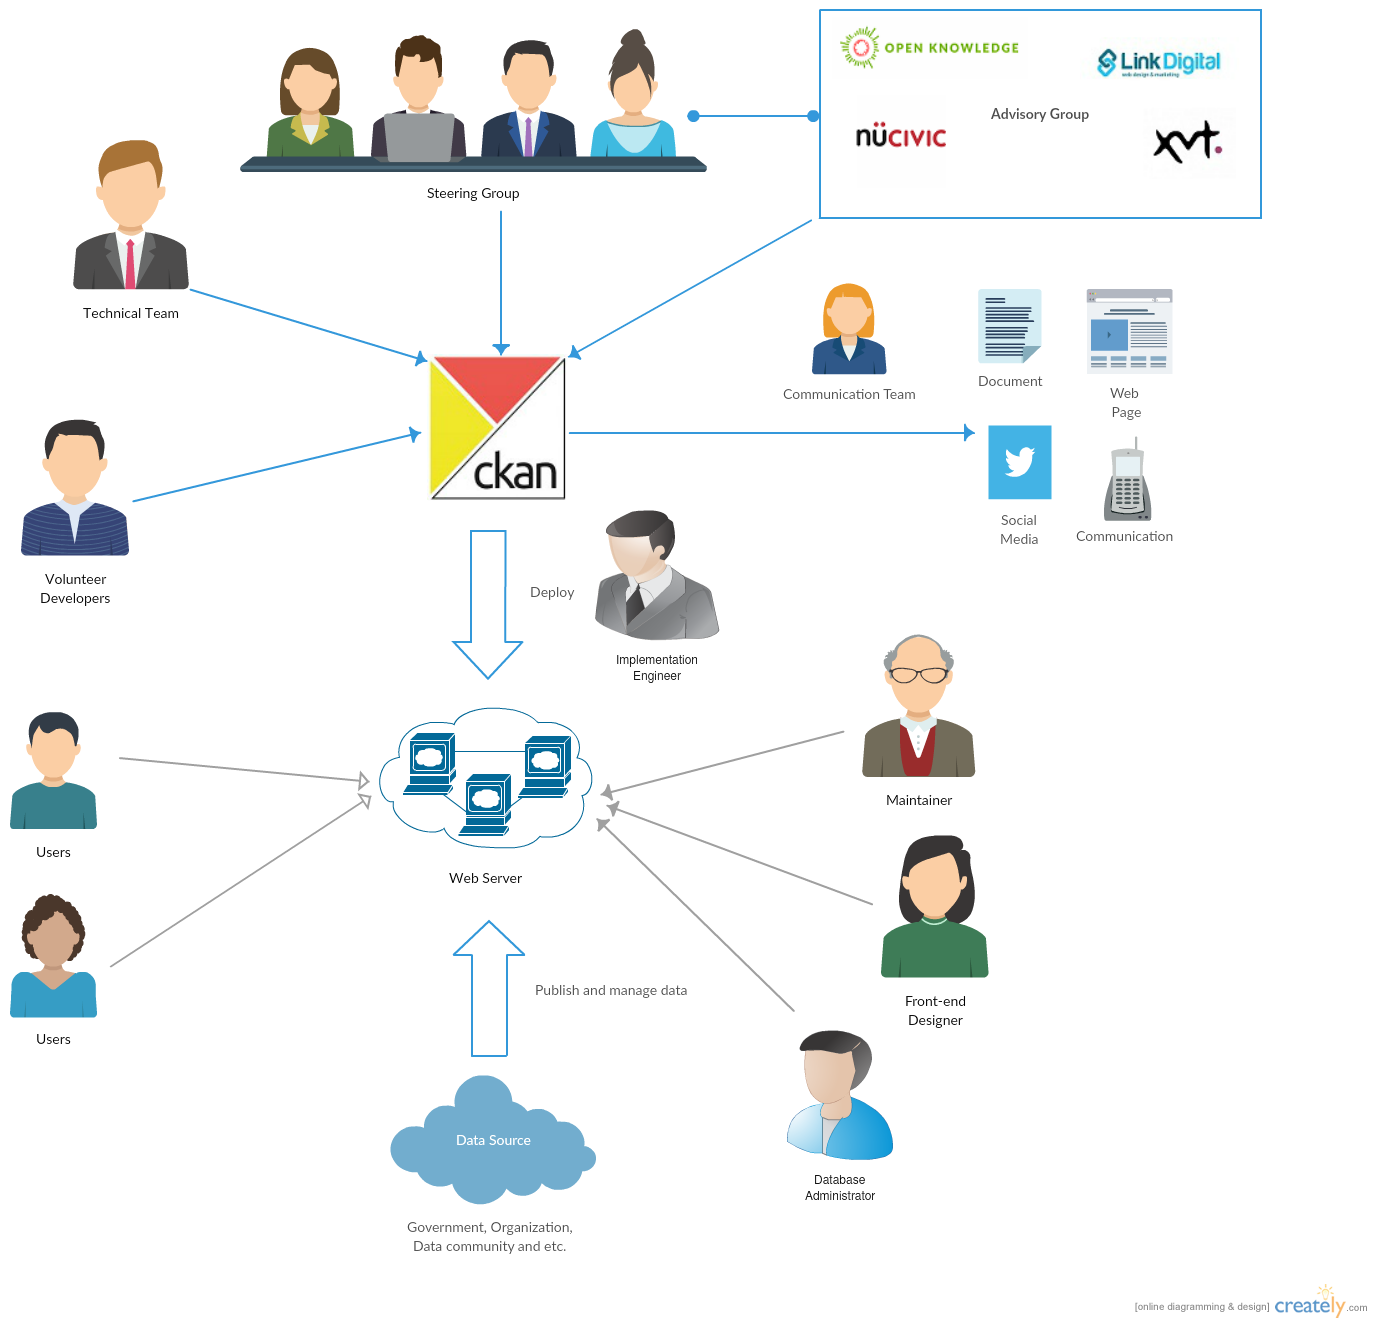 OPEN KNOWLEDGE
Link Digital
web design & marketing
Advisory Group
nüCIVIC
xvt.
Steering Group
Technical Team
Communication Team
Document
Web
Page
ckan
Social
Media
Communication
Volunteer
Developers
Deploy
Implementation
Engineer
Maintainer
Users
Web Server
Front-end
Designer
Users
Publish and manage data
Data Source
Database
Administrator
Government, Organization,
Data community and etc.
[online diagramming & design] creately.com